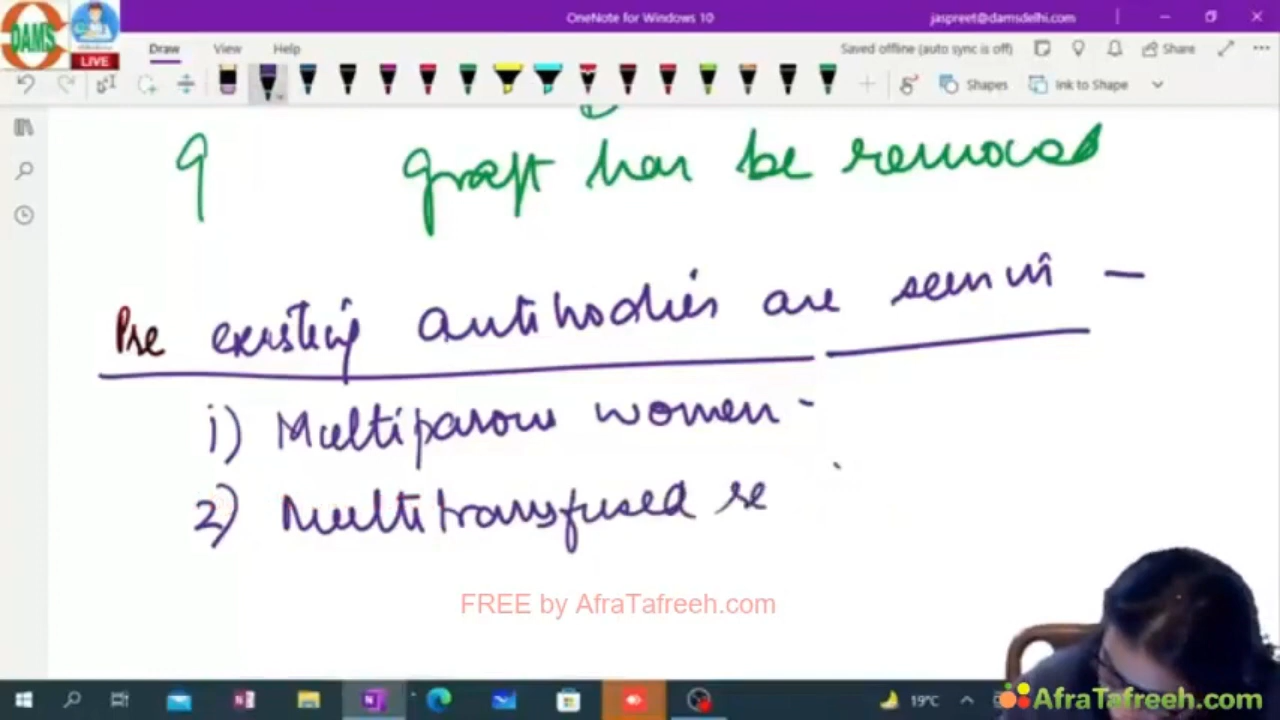 DAMS
LIVE
OneNote for Windows 10
jaspreet@damsdelhi.com
Draw View Help
Saved offline (auto sync is off)
Share
Shapes
Ink to Shape
9 graft has be removed
Pre existing antibodies are seen in —
1) Multiparous women -
2) Multitransfused re
FREE by AfraTafreeh.com
19°C
AfraTafreeh.com